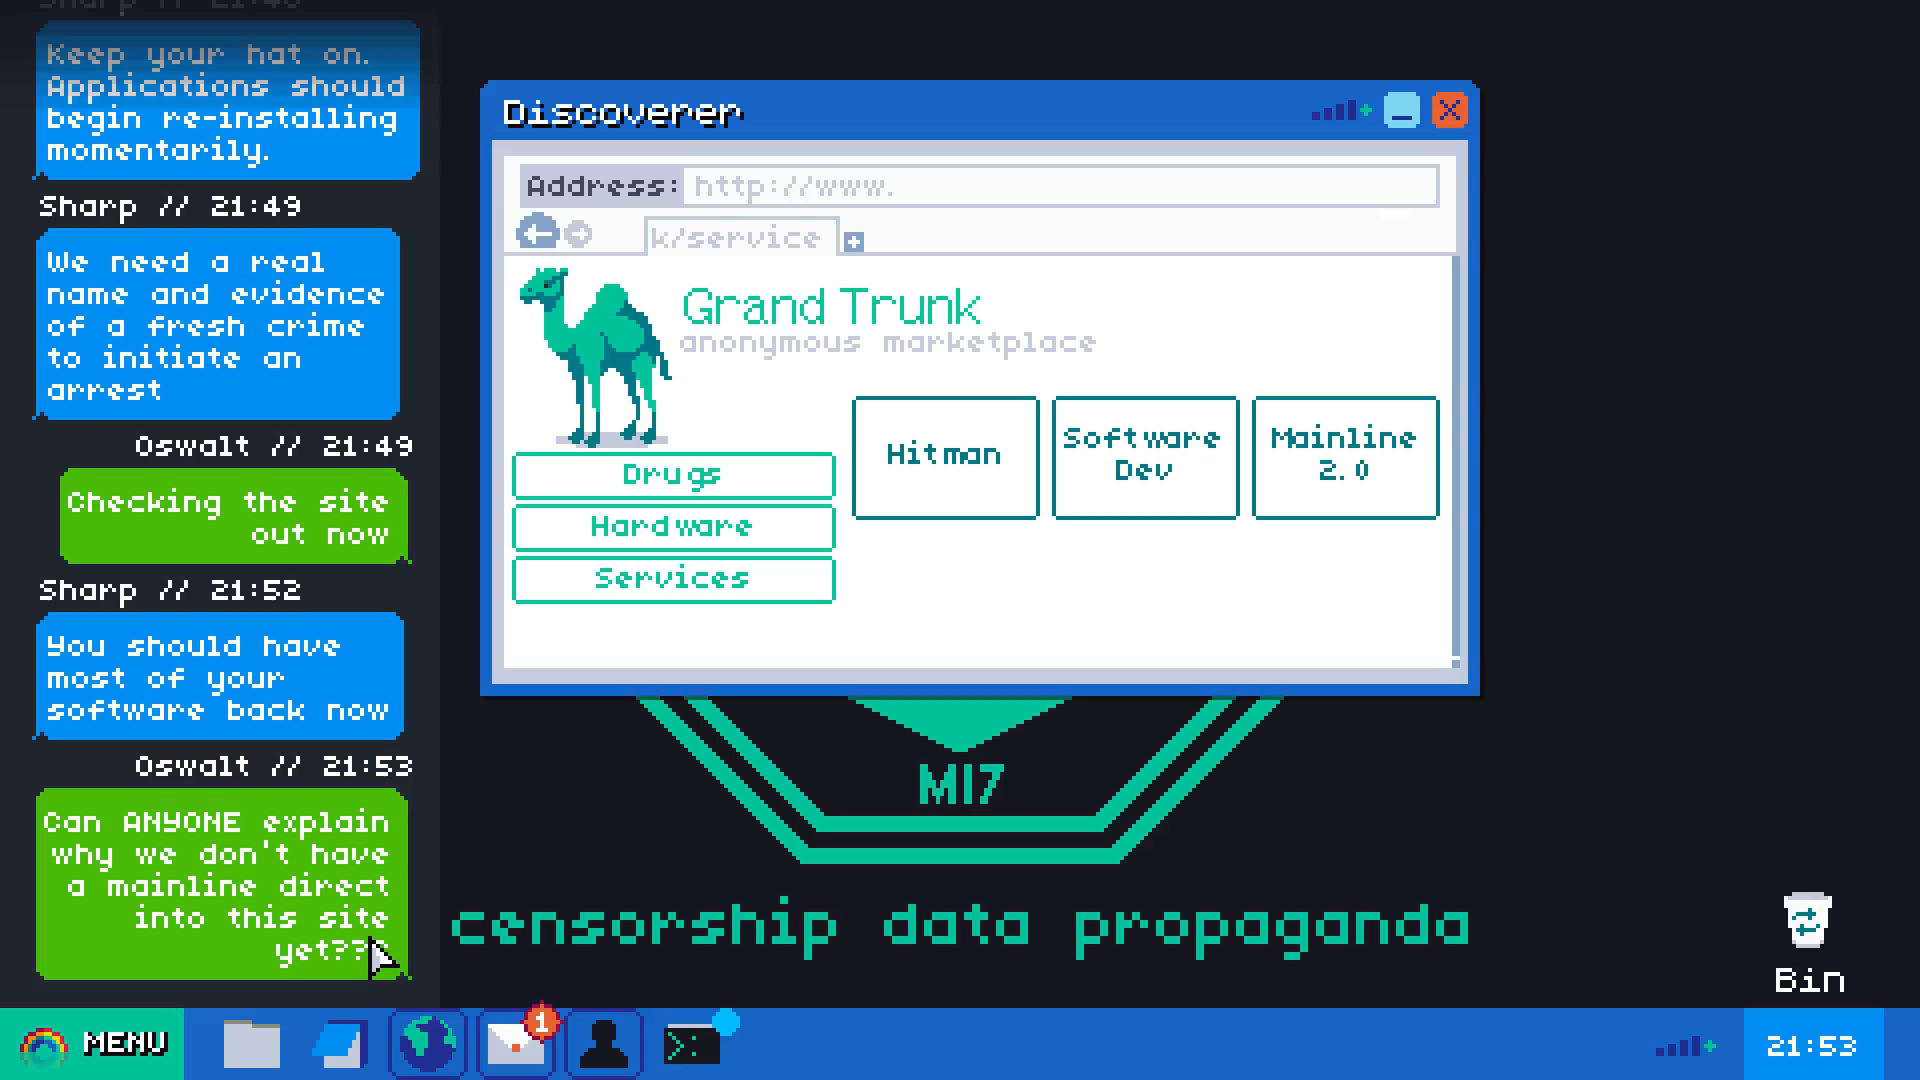 Sharp // 21:48
Keep your hat on.
Applications should
begin re-installing
momentarily.
Sharp // 21:49
We need a real
name and evidence
of a fresh crime
to initiate an
arrest
Oswalt // 21:49
Checking the site
out now
Sharp // 21:52
You should have
most of your
software back now
Oswalt // 21:53
Can ANYONE explain
why we don't have
a mainline direct
into this site
yet???
Discoverer
Address: http://www.
k/service
Grand Trunk
anonymous marketplace
Drugs
Hardware
Services
Hitman
Software
Dev
Mainline
2.0
MI7
censorship data propaganda
Bin
MENU
1
>:
21:53